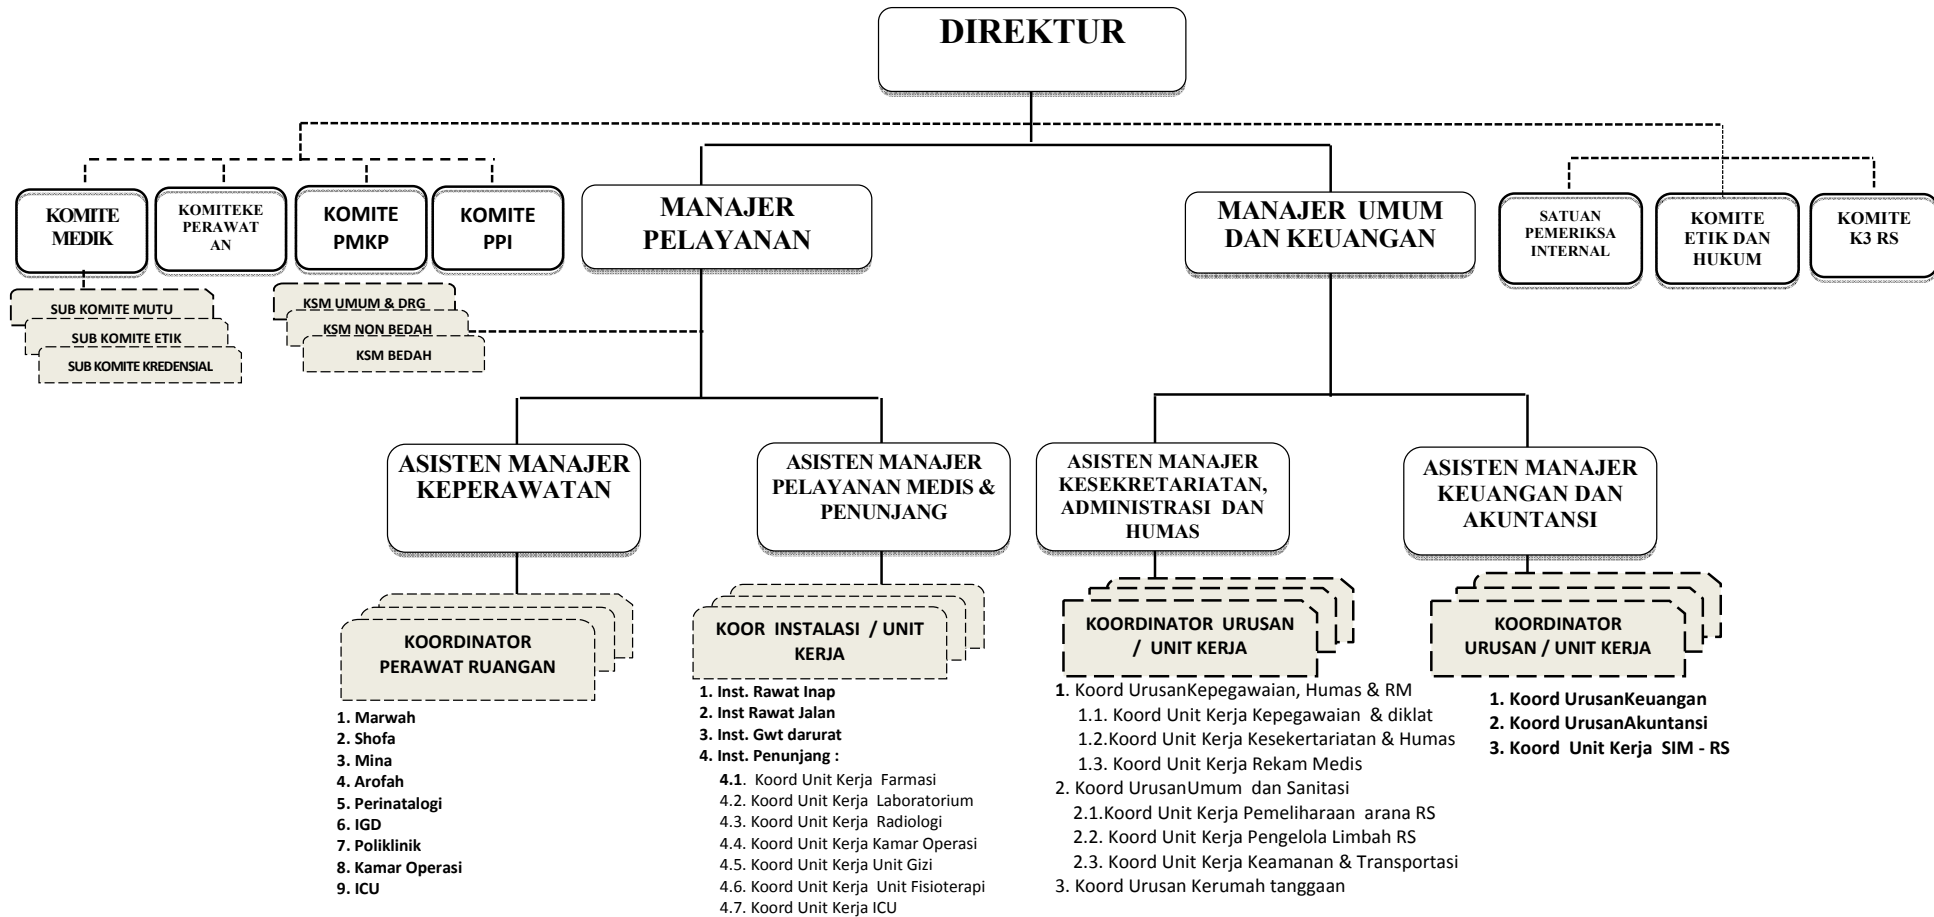 DIREKTUR
KOMITE
MEDIK
KOMITEKE
PERAWAT
AN
KOMITE
PMKP
KOMITE
PPI
MANAJER
PELAYANAN
MANAJER UMUM
DAN KEUANGAN
SATUAN
PEMERIKSA
INTERNAL
KOMITE
ETIK DAN
HUKUM
KOMITE
K3 RS
SUB KOMITE MUTU
SUB KOMITE ETIK
SUB KOMITE KREDENSIAL
KSM UMUM & DRG
KSM NON BEDAH
KSM BEDAH
ASISTEN MANAJER
KEPERAWATAN
ASISTEN MANAJER
PELAYANAN MEDIS &
PENUNJANG
ASISTEN MANAJER
KESEKRETARIATAN,
ADMINISTRASI DAN
HUMAS
ASISTEN MANAJER
KEUANGAN DAN
AKUNTANSI
KOORDINATOR
PERAWAT RUANGAN
1. Marwah
2. Shofa
3. Mina
4. Arofah
5. Perinatalogi
6. IGD
7. Poliklinik
8. Kamar Operasi
9. ICU
KOOR INSTALASI / UNIT
KERJA
1. Inst. Rawat Inap
2. Inst Rawat Jalan
3. Inst. Gwt darurat
4. Inst. Penunjang :
4.1. Koord Unit Kerja Farmasi
4.2. Koord Unit Kerja Laboratorium
4.3. Koord Unit Kerja Radiologi
4.4. Koord Unit Kerja Kamar Operasi
4.5. Koord Unit Kerja Unit Gizi
4.6. Koord Unit Kerja Unit Fisioterapi
4.7. Koord Unit Kerja ICU
KOORDINATOR URUSAN
/ UNIT KERJA
1. Koord UrusanKepegawaian, Humas & RM
1.1. Koord Unit Kerja Kepegawaian & diklat
1.2.Koord Unit Kerja Kesekertariatan & Humas
1.3. Koord Unit Kerja Rekam Medis
2. Koord UrusanUmum dan Sanitasi
2.1.Koord Unit Kerja Pemeliharaan arana RS
2.2. Koord Unit Kerja Pengelola Limbah RS
2.3. Koord Unit Kerja Keamanan & Transportasi
3. Koord Urusan Kerumah tanggaan
KOORDINATOR
URUSAN / UNIT KERJA
1. Koord UrusanKeuangan
2. Koord UrusanAkuntansi
3. Koord Unit Kerja SIM - RS